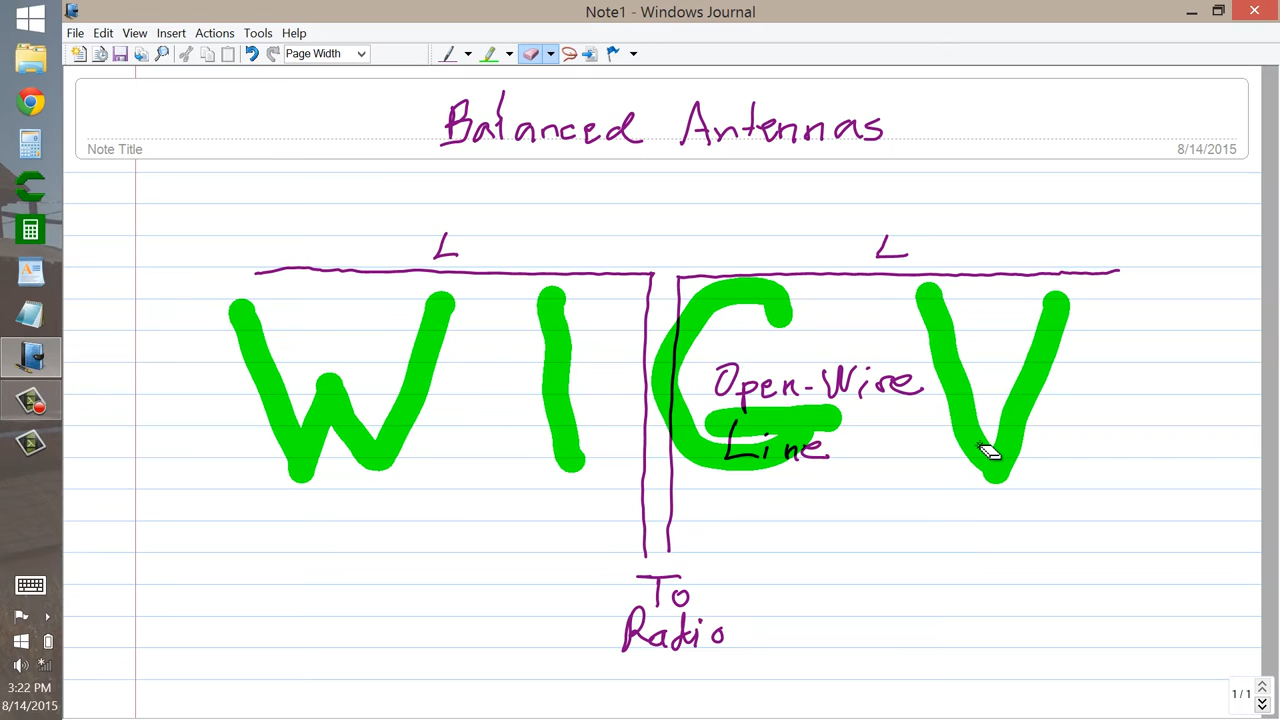 Note1 - Windows Journal
File Edit View Insert Actions Tools Help
Page Width
Balanced Antennas
Note Title
8/14/2015
L L
W I G V
Open-Wire
Line
To
Radio
3:22 PM
8/14/2015
1 / 1